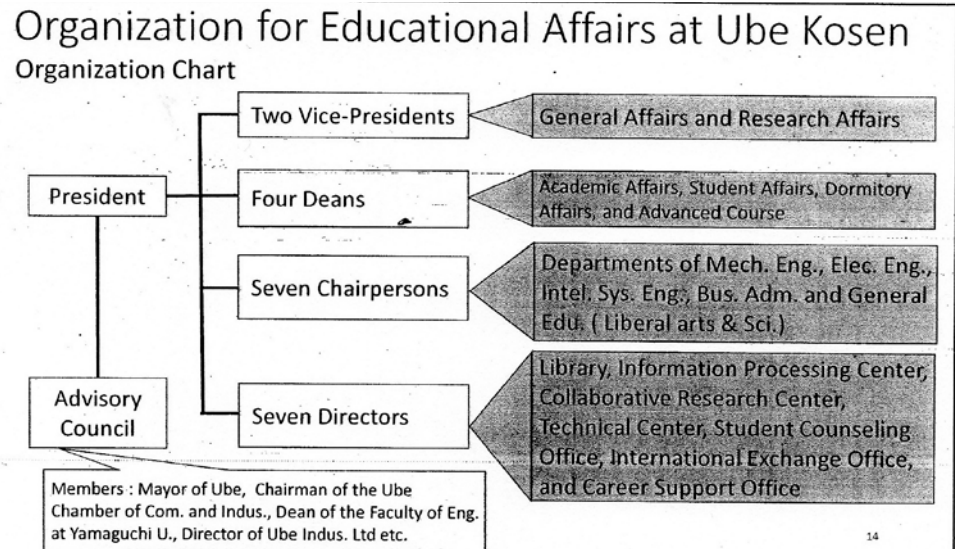 Organization for Educational Affairs at Ube Kosen
Organization Chart
Two Vice-Presidents
General Affairs and Research Affairs
President
Four Deans
Academic Affairs, Student Affairs, Dormitory
Affairs, and Advanced Course
Seven Chairpersons
Departments of Mech. Eng., Elec. Eng.,
Intel. Sys. Eng., Bus. Adm. and General
Edu. ( Liberal arts & Sci.)
Advisory
Council
Seven Directors
Library, Information Processing Center,
Collaborative Research Center,
Technical Center, Student Counseling
Office, International Exchange Office,
and Career Support Office
Members : Mayor of Ube, Chairman of the Ube
Chamber of Com. and Indus., Dean of the Faculty of Eng.
at Yamaguchi U., Director of Ube Indus. Ltd etc.
14